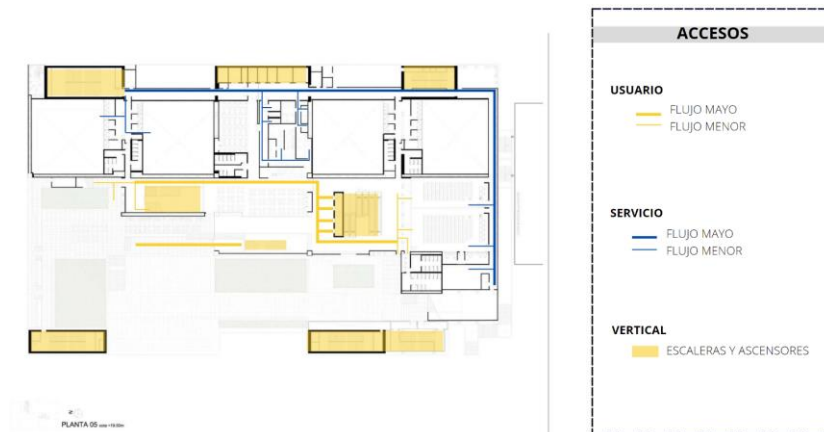 ACCESOS
USUARIO
FLUJO MAYO
FLUJO MENOR
SERVICIO
FLUJO MAYO
FLUJO MENOR
VERTICAL
ESCALERAS Y ASCENSORES
PLANTA 05